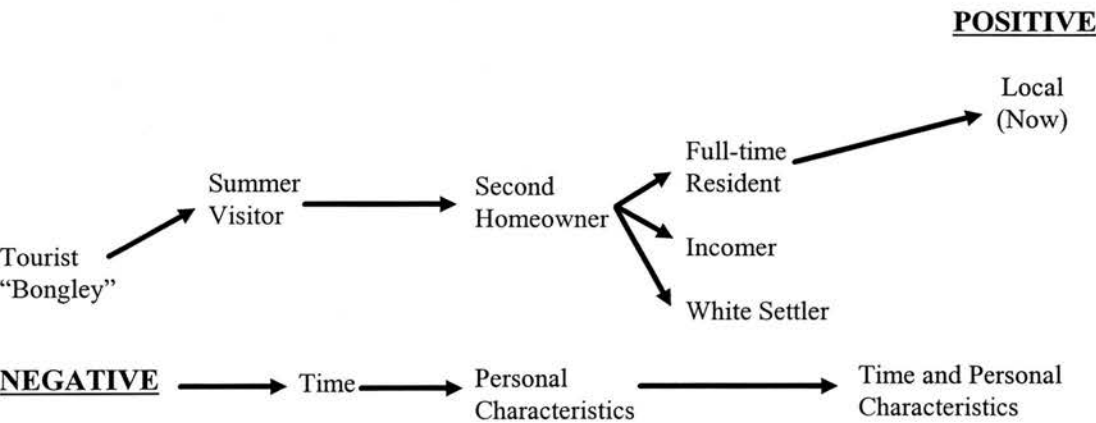 POSITIVE
Local
(Now)
Full-time
Resident
Summer
Visitor
Second
Homeowner
Incomer
Tourist
“Bongley”
White Settler
NEGATIVE
Time
Personal
Characteristics
Time and Personal
Characteristics